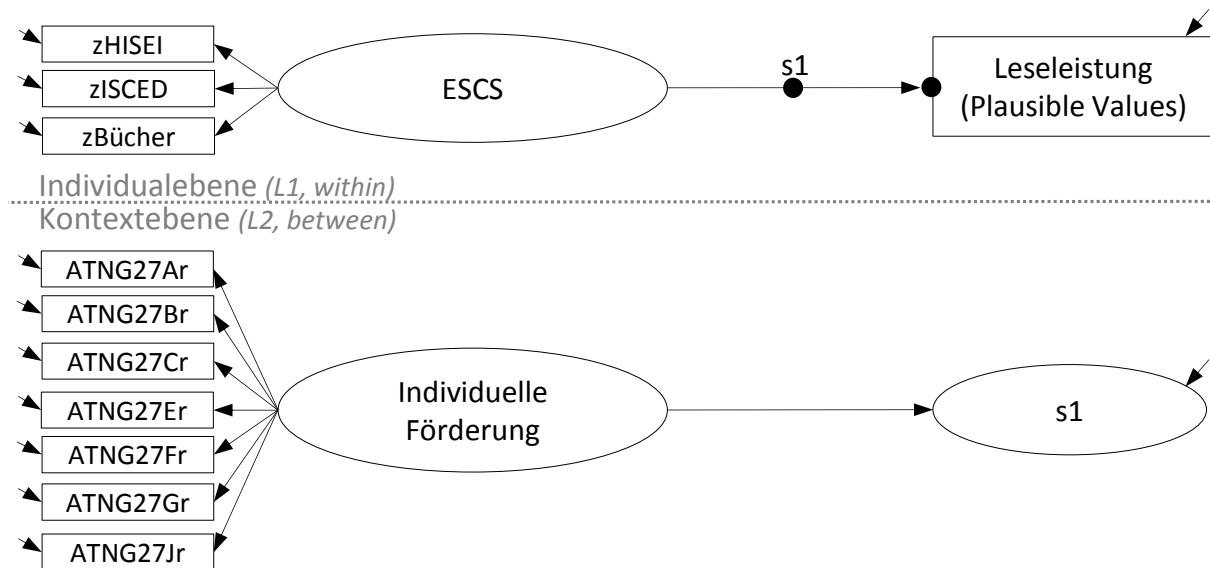 zHISEI
zISCED
zBücher
ESCS
s1
Leseleistung
(Plausible Values)
Individualebene (L1, within)
Kontextebene (L2, between)
ATNG27Ar
ATNG27Br
ATNG27Cr
ATNG27Er
ATNG27Fr
ATNG27Gr
ATNG27Jr
Individuelle
Förderung
s1